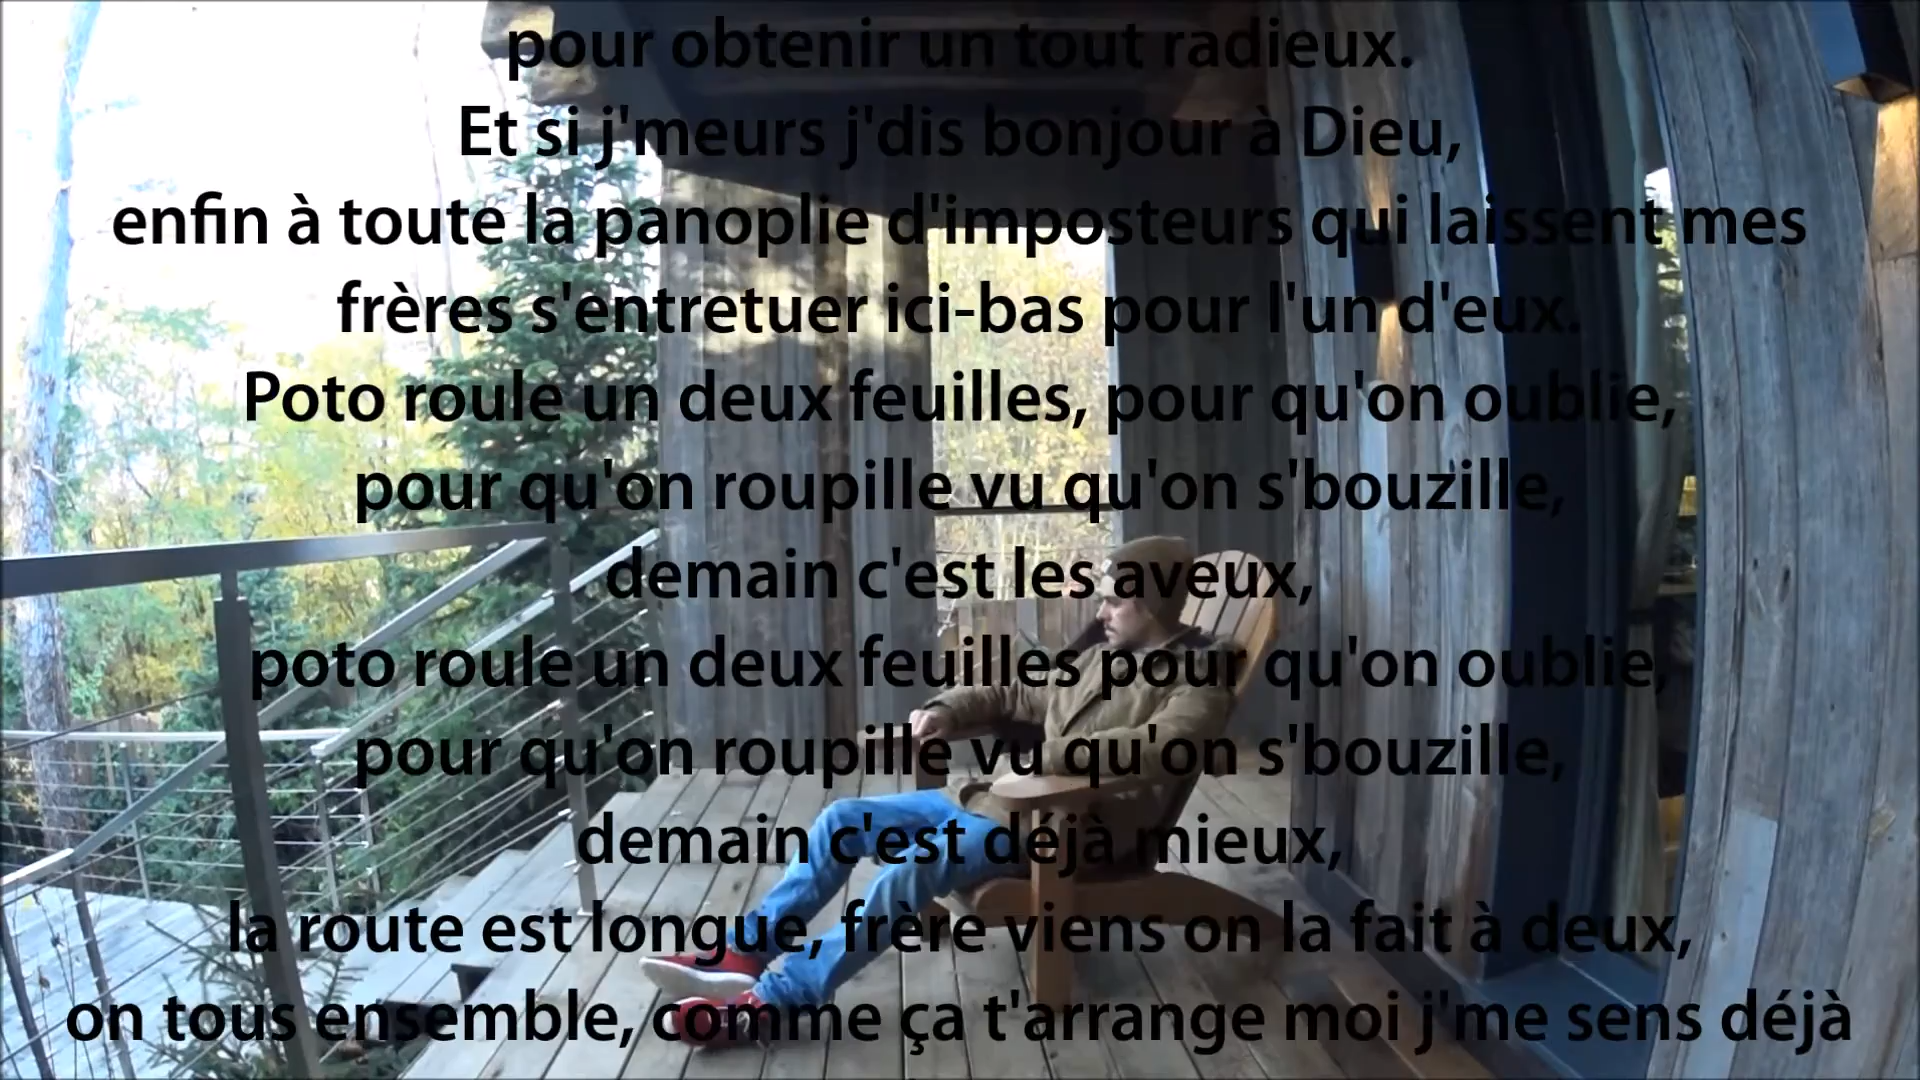 pour obtenir un tout radieux.
Et si j'meurs j'dis bonjour à Dieu,
enfin à toute la panoplie d'imposteurs qui laissent mes
frères s'entretuer ici-bas pour l'un d'eux.
Poto roule un deux feuilles, pour qu'on oublie,
pour qu'on roupille vu qu'on s'bouzille,
demain c'est les aveux,
poto roule un deux feuilles pour qu'on oublie,
pour qu'on roupille vu qu'on s'bouzille,
demain c'est déjà mieux,
la route est longue, frère viens on la fait à deux,
on tous ensemble, comme ça t'arrange moi j'me sens déjà